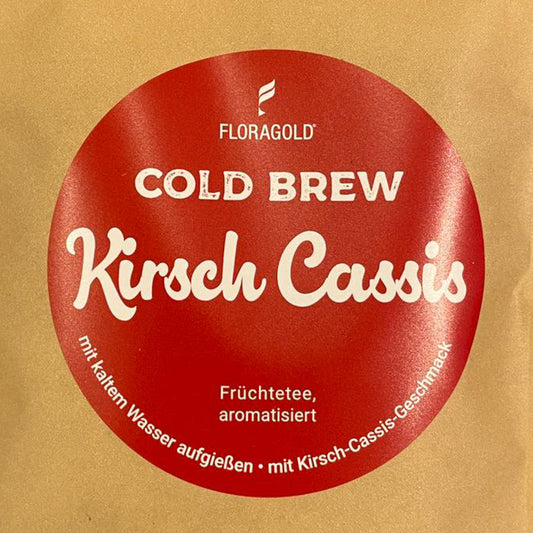 FLORAGOLD®
COLD BREW
Kirsch Cassis
Früchtetee,
aromatisiert
mit kaltem Wasser aufgießen • mit Kirsch-Cassis-Geschmack